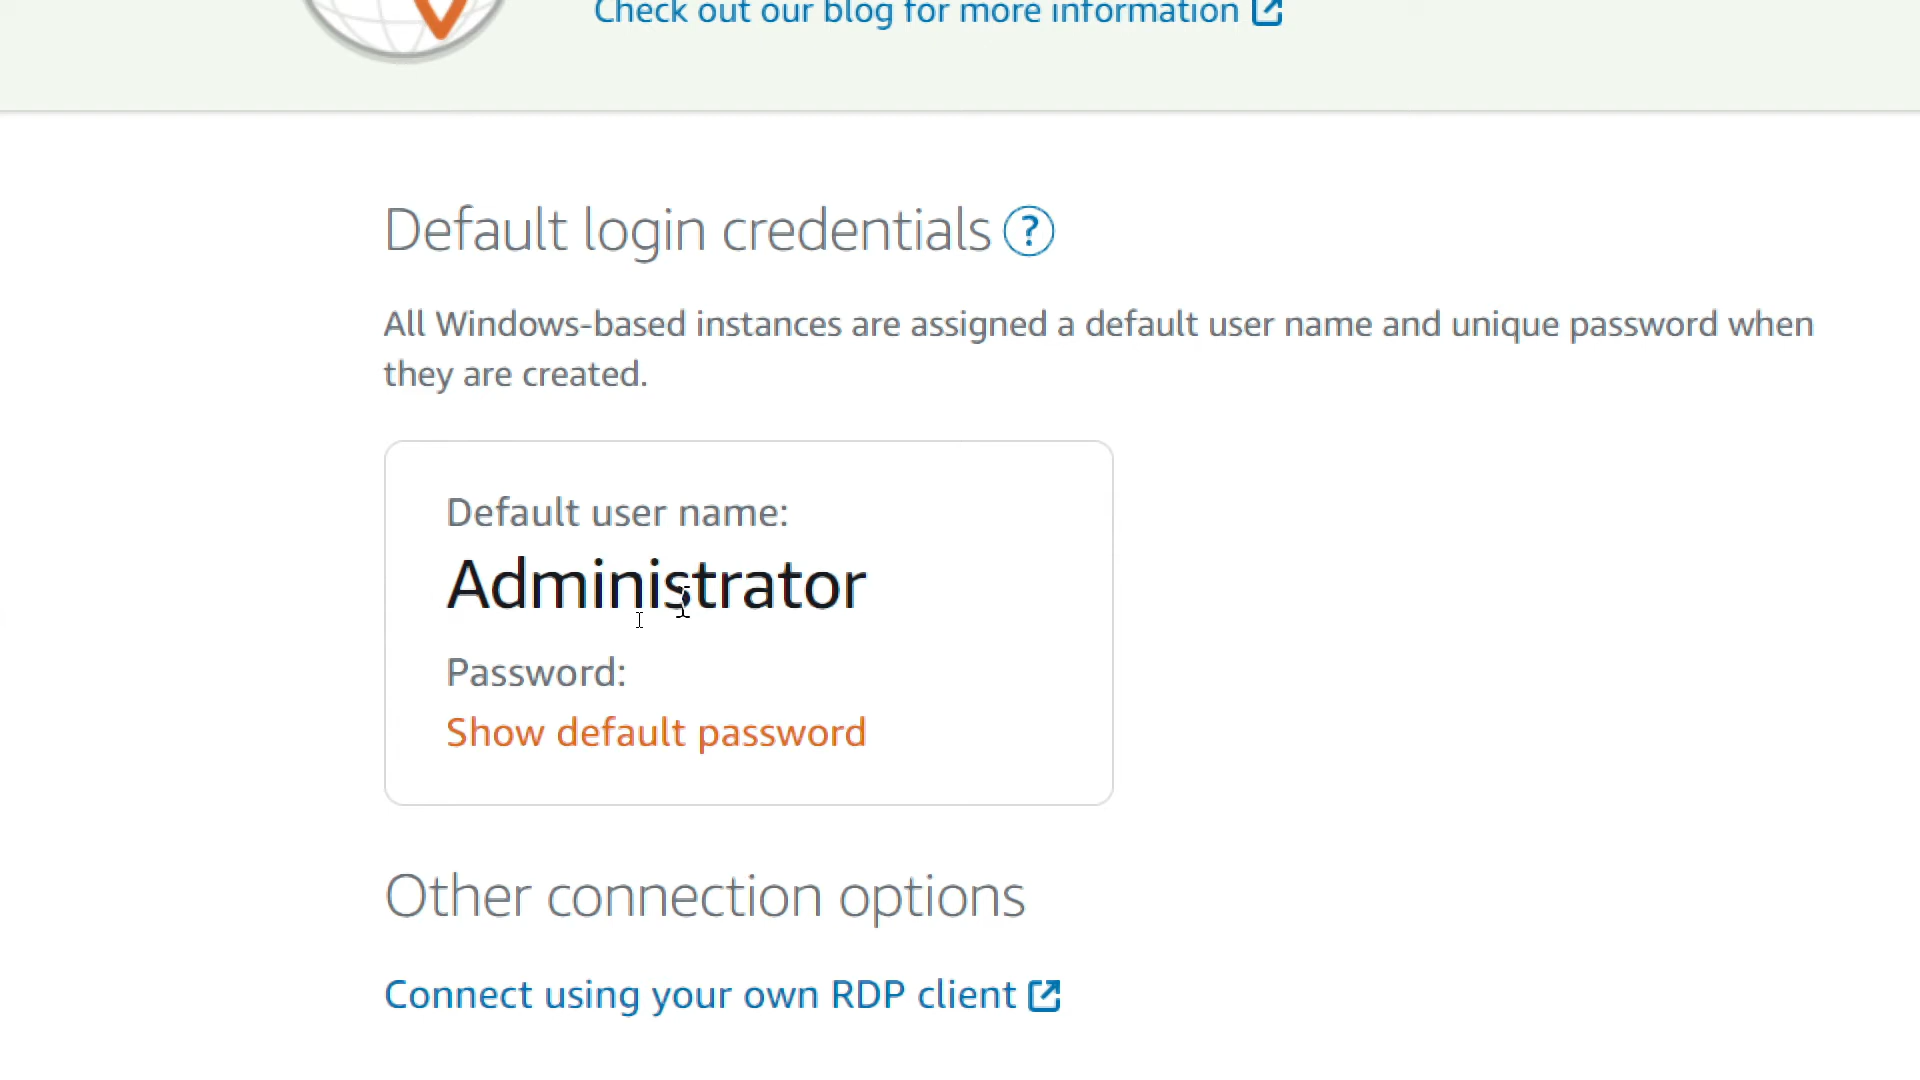 Check out our blog for more information
Default login credentials ?
All Windows-based instances are assigned a default user name and unique password when
they are created.
Default user name:
Administrator
Password:
Show default password
Other connection options
Connect using your own RDP client